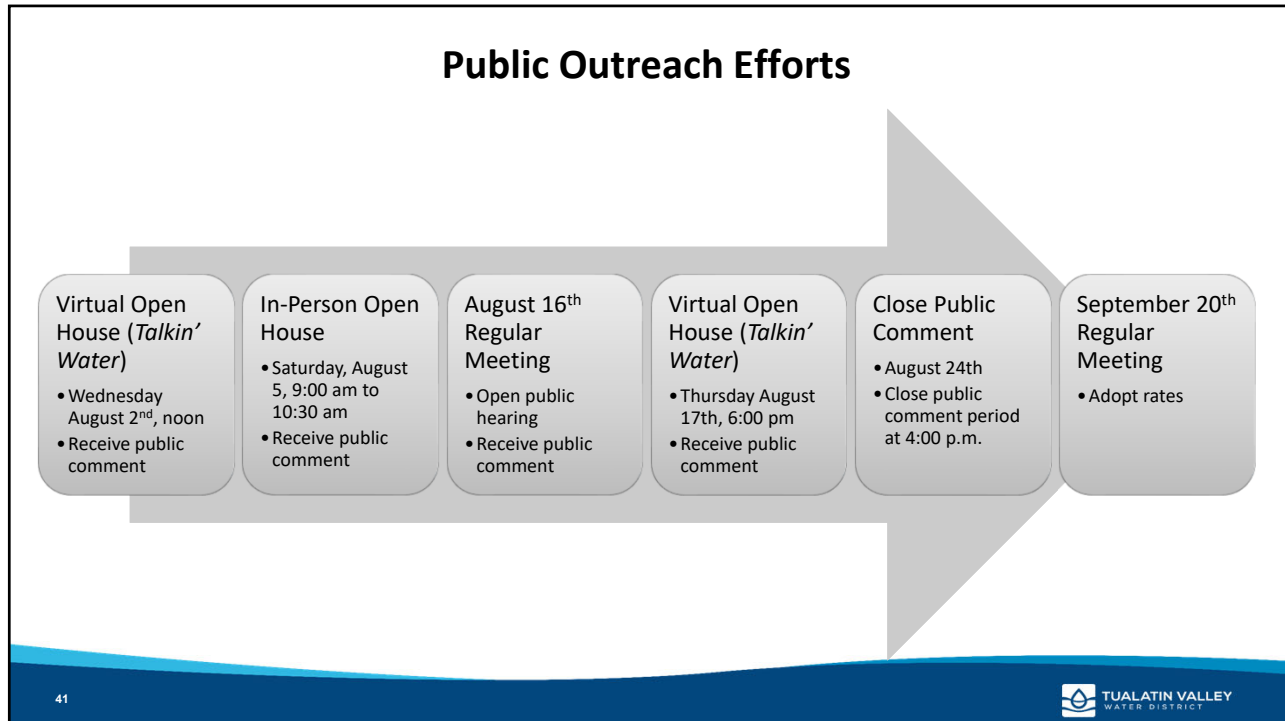 Public Outreach Efforts
Virtual Open
House (Talkin’
Water)
•Wednesday
August 2nd, noon
•Receive public
comment
In-Person Open
House
•Saturday, August
5, 9:00 am to
10:30 am
•Receive public
comment
August 16th
Regular
Meeting
•Open public
hearing
•Receive public
comment
Virtual Open
House (Talkin’
Water)
•Thursday August
17th, 6:00 pm
•Receive public
comment
Close Public
Comment
•August 24th
•Close public
comment period
at 4:00 p.m.
September 20th
Regular
Meeting
•Adopt rates
41
TUALATIN VALLEY
WATER DISTRICT